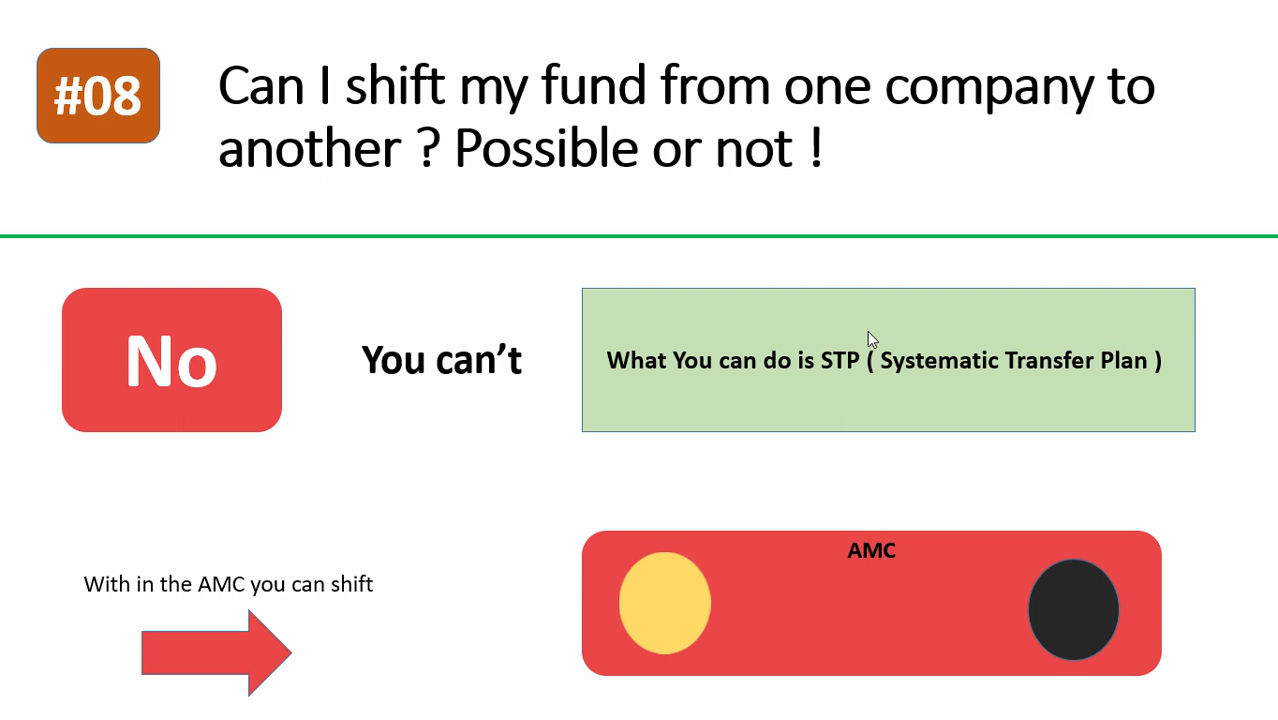 #08
Can I shift my fund from one company to
another ? Possible or not !
No
You can’t
What You can do is STP ( Systematic Transfer Plan )
With in the AMC you can shift
AMC